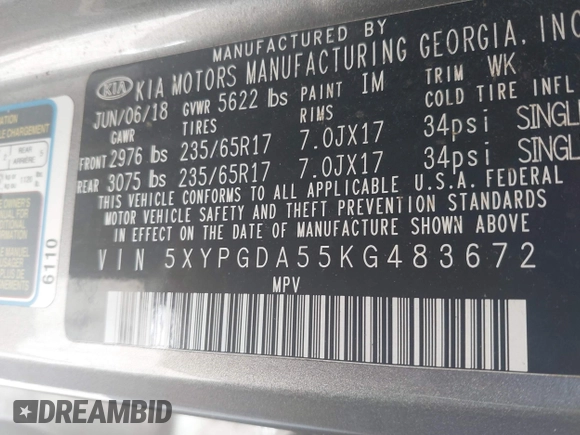 MANUFACTURED BY
KIA KIA MOTORS MANUFACTURING GEORGIA, INC
JUN/06/18 GVWR 5622 lbs PAINT IM TRIM WK
GAWR TIRES RIMS COLD TIRE INFL
FRONT 2976 lbs 235/65R17 7.0JX17 34psi SINGL
REAR 3075 lbs 235/65R17 7.0JX17 34psi SINGL
THIS VEHICLE CONFORMS TO ALL APPLICABLE U.S.A. FEDERAL
MOTOR VEHICLE SAFETY AND THEFT PREVENTION STANDARDS
IN EFFECT ON THE DATE OF MANUFACTURE SHOWN ABOVE.
VIN 5XYPGDA55KG483672
MPV
6110
DREAMBID